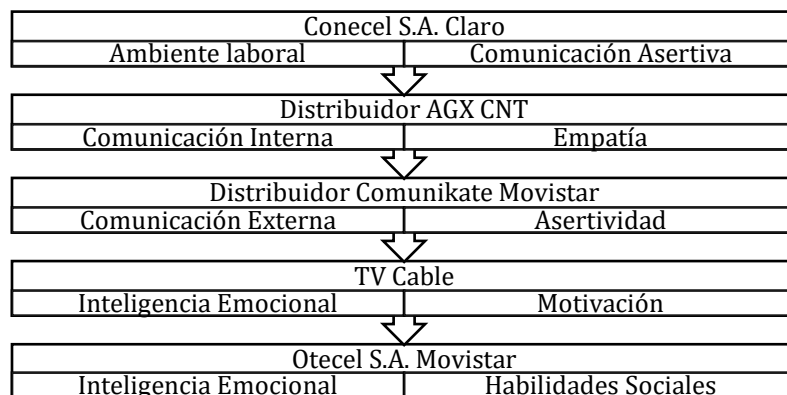 Conecel S.A. Claro
Ambiente laboral Comunicación Asertiva
Distribuidor AGX CNT
Comunicación Interna Empatía
Distribuidor Comunikate Movistar
Comunicación Externa Asertividad
TV Cable
Inteligencia Emocional Motivación
Otecel S.A. Movistar
Inteligencia Emocional Habilidades Sociales